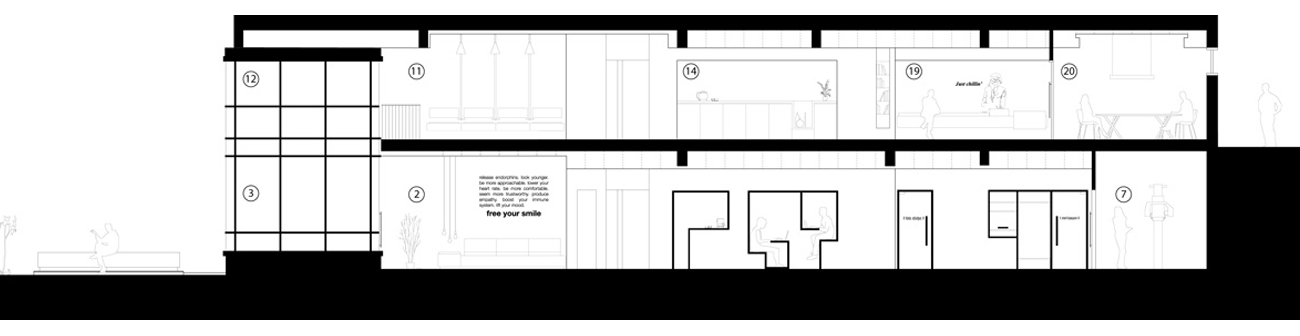 12
11
14
19
Just chillin'
20
3
2
release endorphins. look younger.
be more approachable. lower your
heart rate. be more comfortable.
seem more trustworthy. produce
empathy. boost your immune
system. lift your mood.
free your smile
7